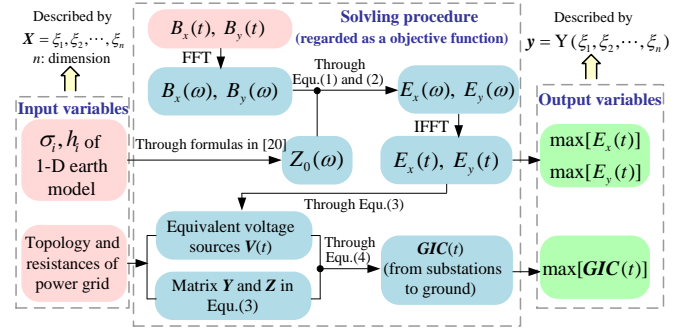 Described by
X = ξ1, ξ2, ⋯, ξn
n: dimension
Input variables
σi, hi of
1-D earth
model
Topology and
resistances of
power grid
Solvling procedure
(regarded as a objective function)
Bx(t), By(t)
FFT
Bx(ω), By(ω)
Through
Equ.(1) and (2)
Ex(ω), Ey(ω)
IFFT
Through formulas in [20]
Z0(ω)
Ex(t), Ey(t)
Through Equ.(3)
Equivalent voltage
sources V(t)
Matrix Y and Z in
Equ.(3)
Through
Equ.(4)
GIC(t)
(from substations
to ground)
Described by
y = Y(ξ1, ξ2, ⋯, ξn)
Output variables
max[Ex(t)]
max[Ey(t)]
max[GIC(t)]